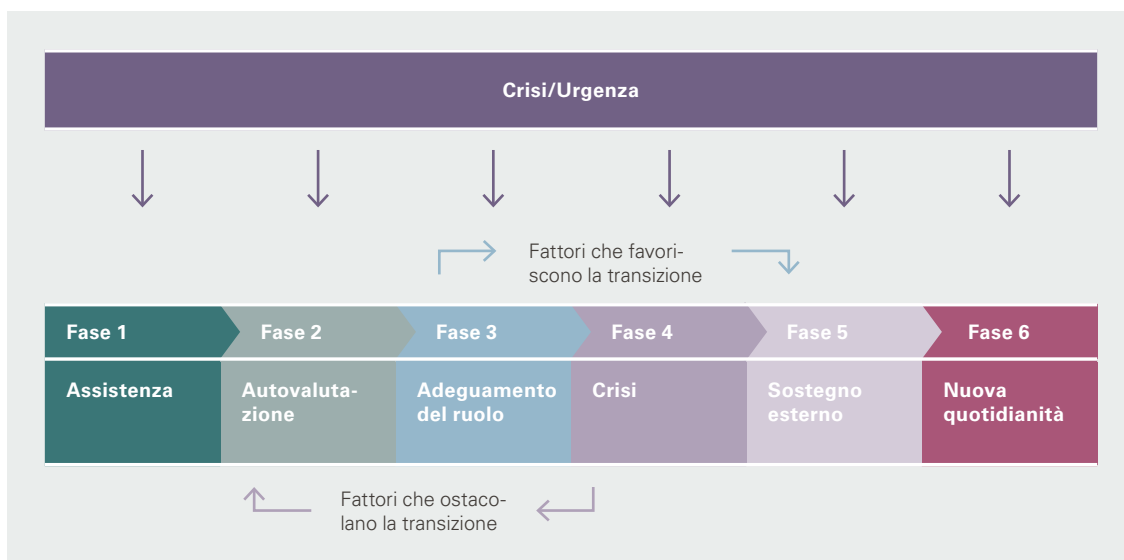 Crisi/Urgenza
Fattori che favori-
scono la transizione
Fase 1
Fase 2
Fase 3
Fase 4
Fase 5
Fase 6
Assistenza
Autovaluta-
zione
Adeguamento
del ruolo
Crisi
Sostegno
esterno
Nuova
quotidianità
Fattori che ostaco-
lano la transizione